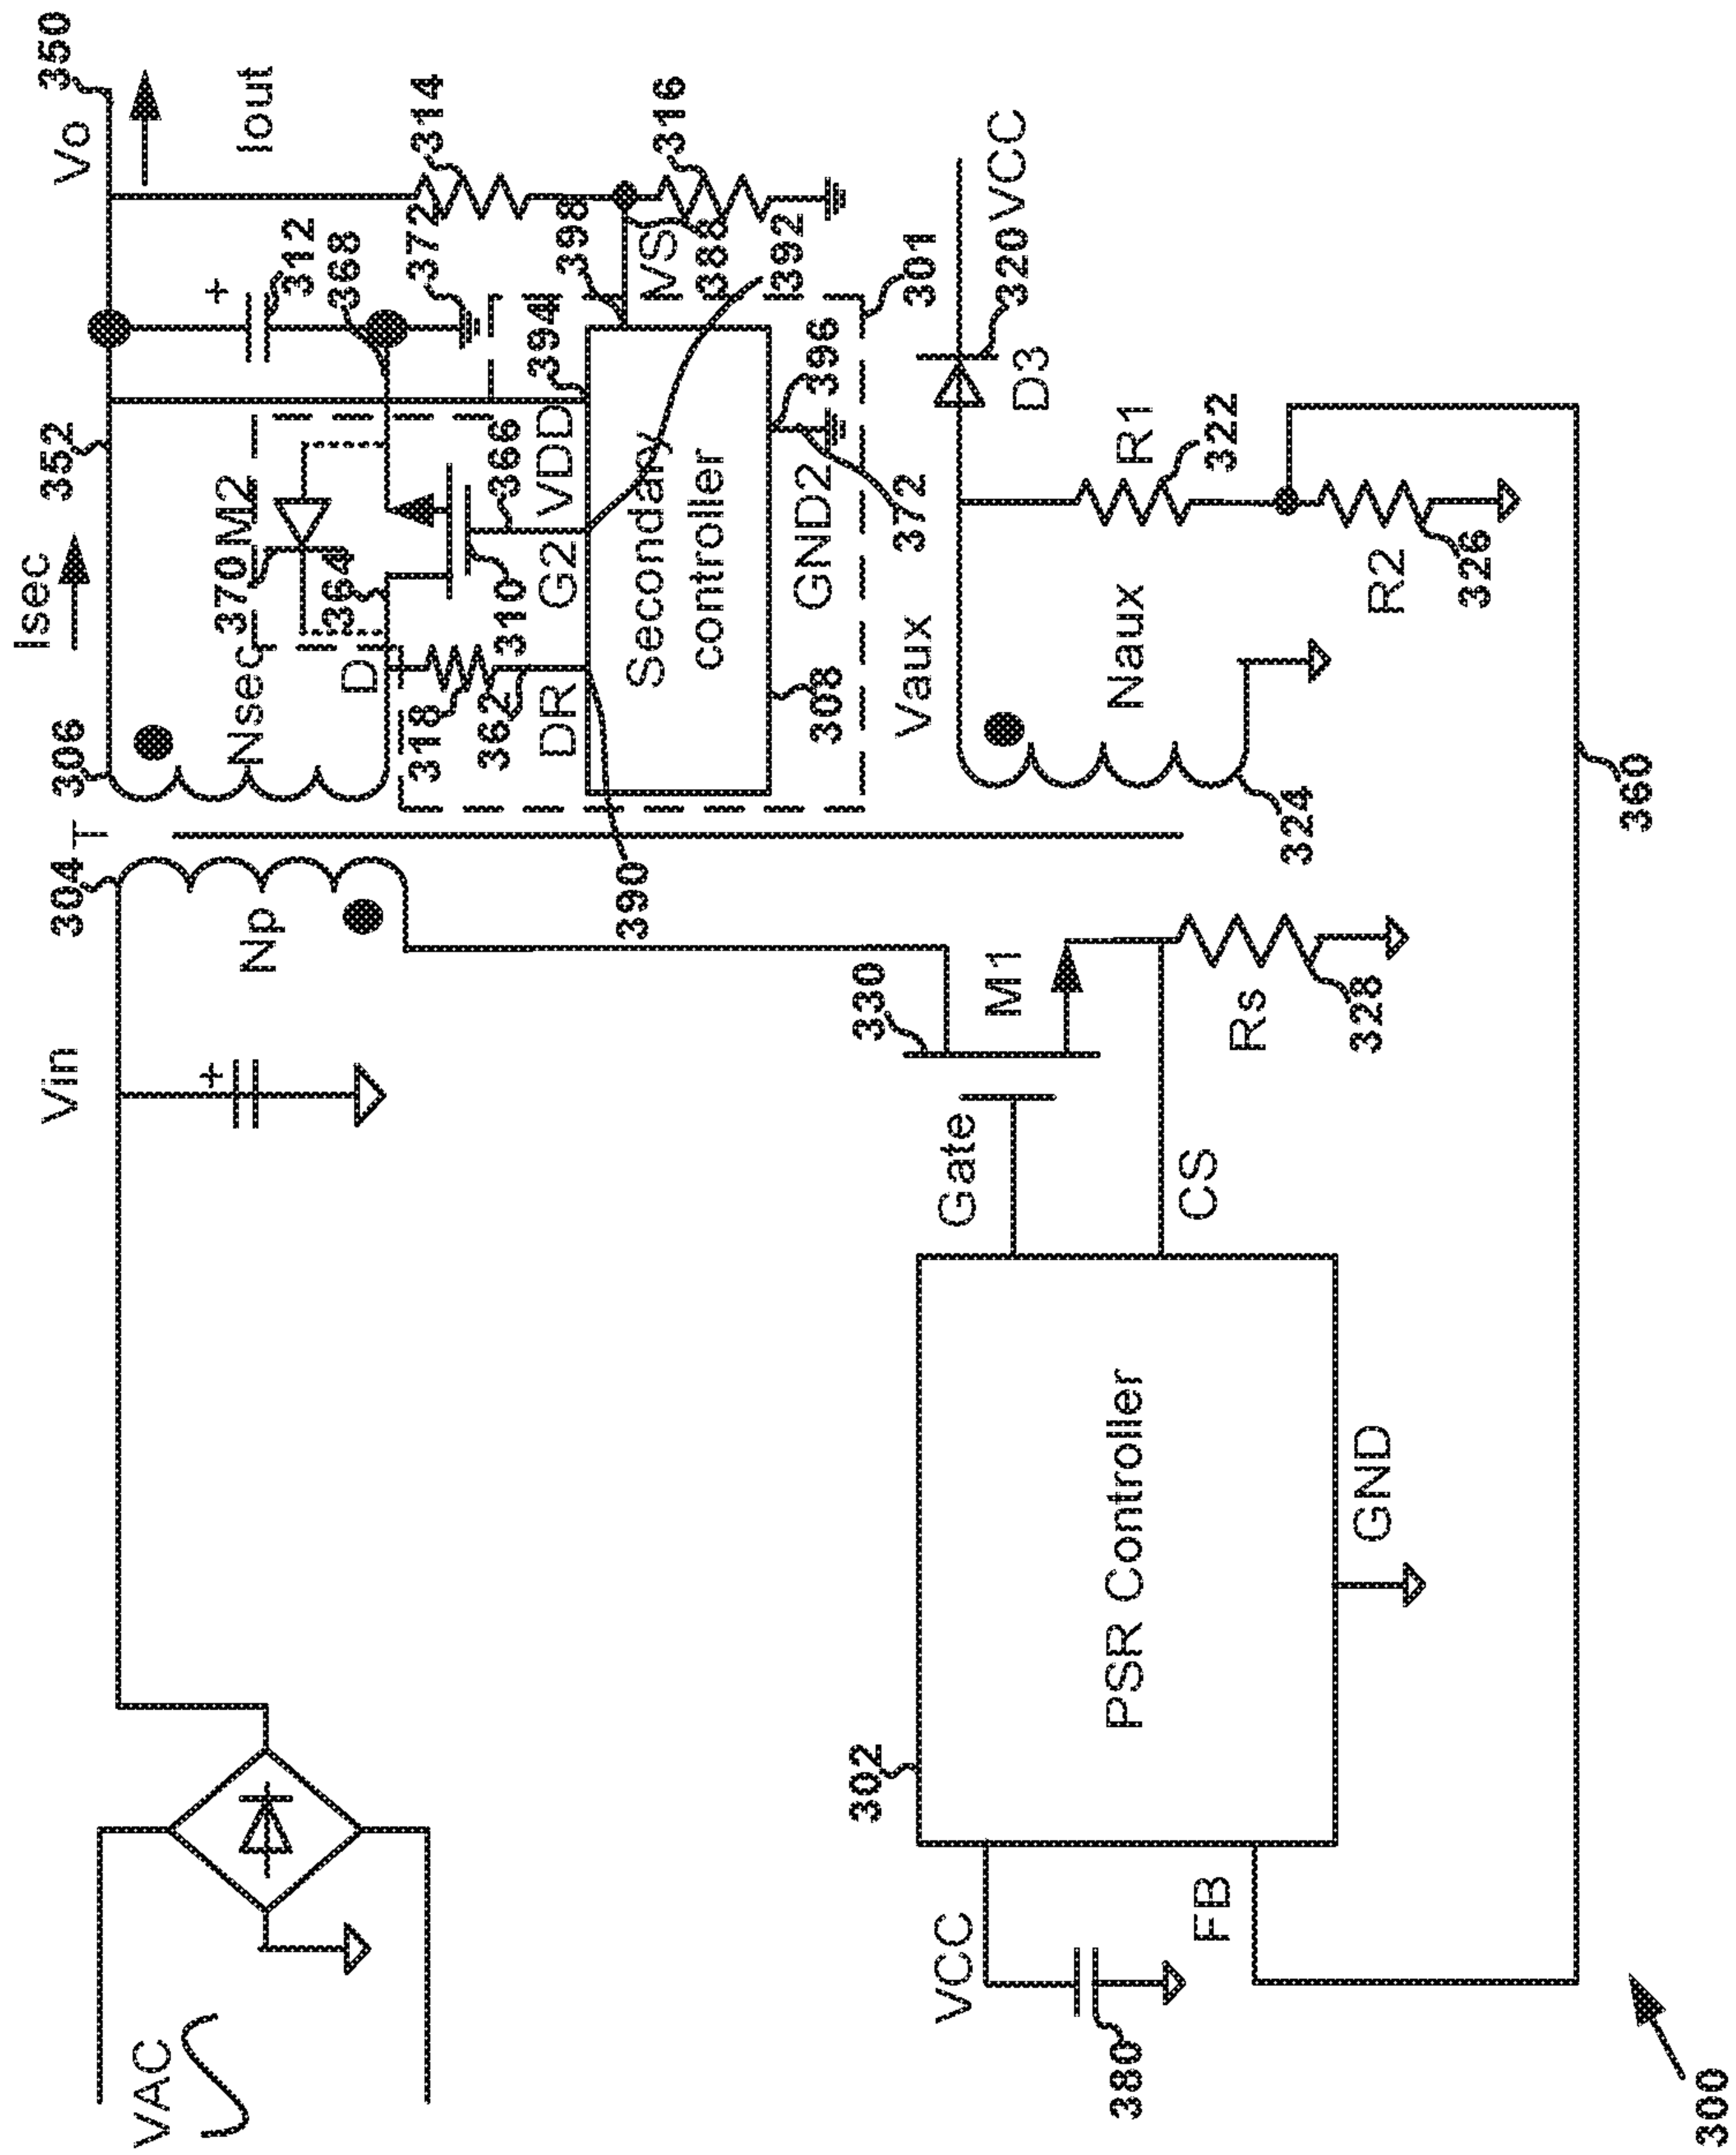 VAC
Vin
304
T
306
Isec
352
Vo
350
Iout
Np
Nsec
370
M2
364
D
318
362
310
366
368
312
+
+
372
314
DR
G2
VDD
394
398
VS
388
316
392
390
Secondary
controller
308
GND2
396
372
301
302
PSR Controller
VCC
380
FB
GND
Gate
CS
330
M1
Rs
328
Vaux
Naux
324
D3
320
VCC
R1
322
R2
326
360
300